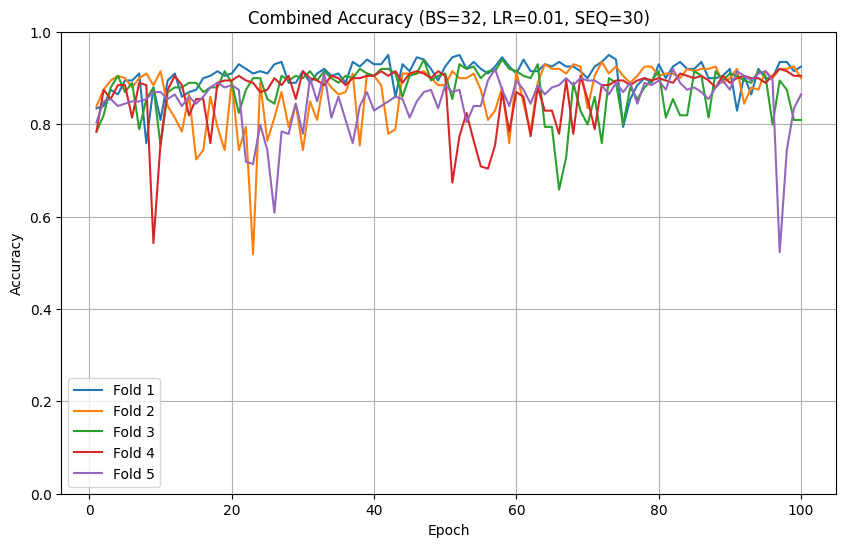 Combined Accuracy (BS=32, LR=0.01, SEQ=30)
1.0
0.8
0.6
0.4
0.2
0.0
Accuracy
Fold 1
Fold 2
Fold 3
Fold 4
Fold 5
0 20 40 60 80 100
Epoch